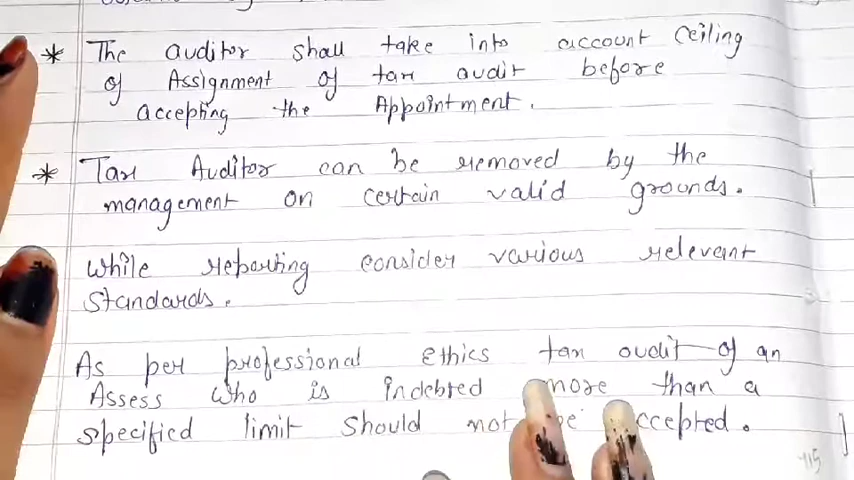 * The auditor shall take into account ceiling
of Assignment of tax audit before
accepting the Appointment.
* Tax Auditor can be removed by the
management on certain valid grounds.
While reporting consider various relevant
standards.
As per professional Ethics tax audit of an
Assess who is indebted more than a
specified limit should not be accepted.